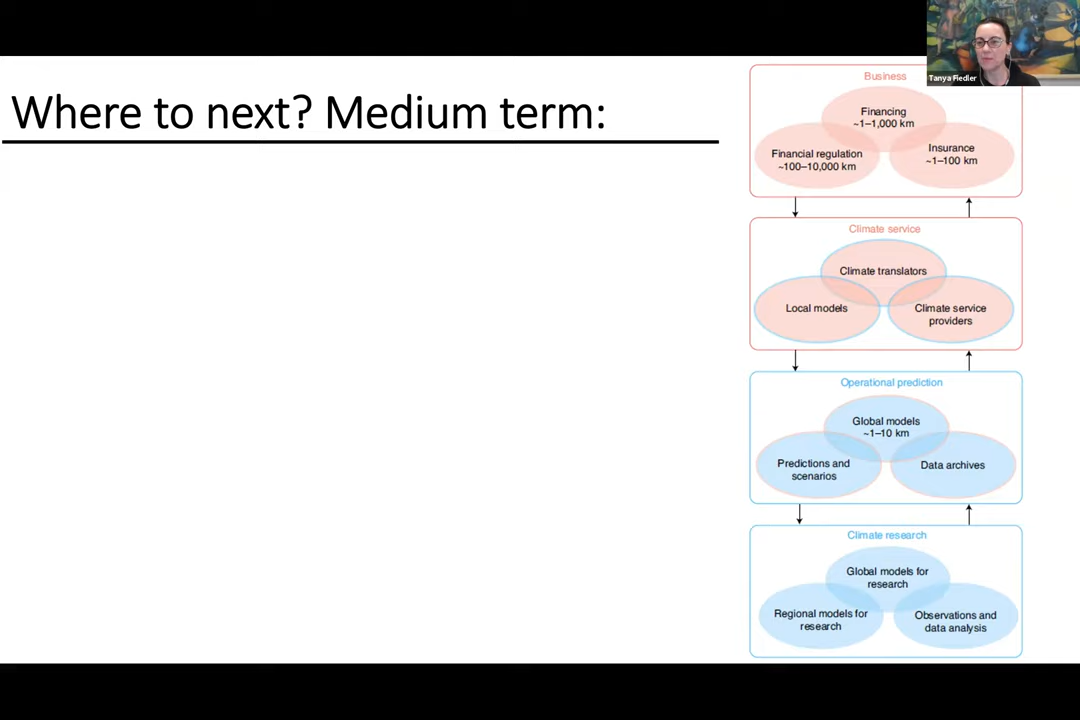 Where to next? Medium term:
Tanya Fiedler
Business
Financing
~1–1,000 km
Financial regulation
~100–10,000 km
Insurance
~1–100 km
Climate service
Climate translators
Local models
Climate service
providers
Operational prediction
Global models
~1–10 km
Predictions and
scenarios
Data archives
Climate research
Global models for
research
Regional models for
research
Observations and
data analysis